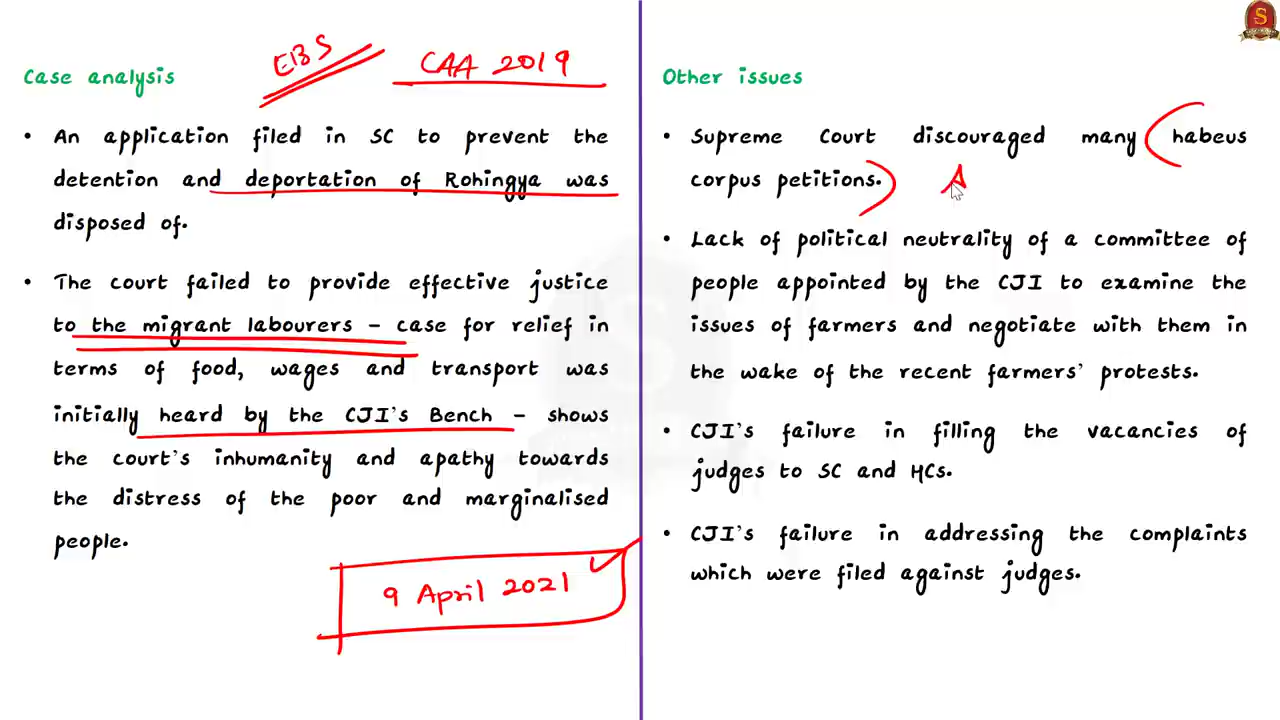 Case analysis
EBS
CAA 2019
• An application filed in SC to prevent the
detention and deportation of Rohingya was
disposed of.
• The court failed to provide effective justice
to the migrant labourers – case for relief in
terms of food, wages and transport was
initially heard by the CJI's Bench – shows
the court's inhumanity and apathy towards
the distress of the poor and marginalised
people.
9 April 2021
Other issues
• Supreme Court discouraged many habeus
corpus petitions.
A
• Lack of political neutrality of a committee of
people appointed by the CJI to examine the
issues of farmers and negotiate with them in
the wake of the recent farmers' protests.
• CJI's failure in filling the vacancies of
judges to SC and HCs.
• CJI's failure in addressing the complaints
which were filed against judges.